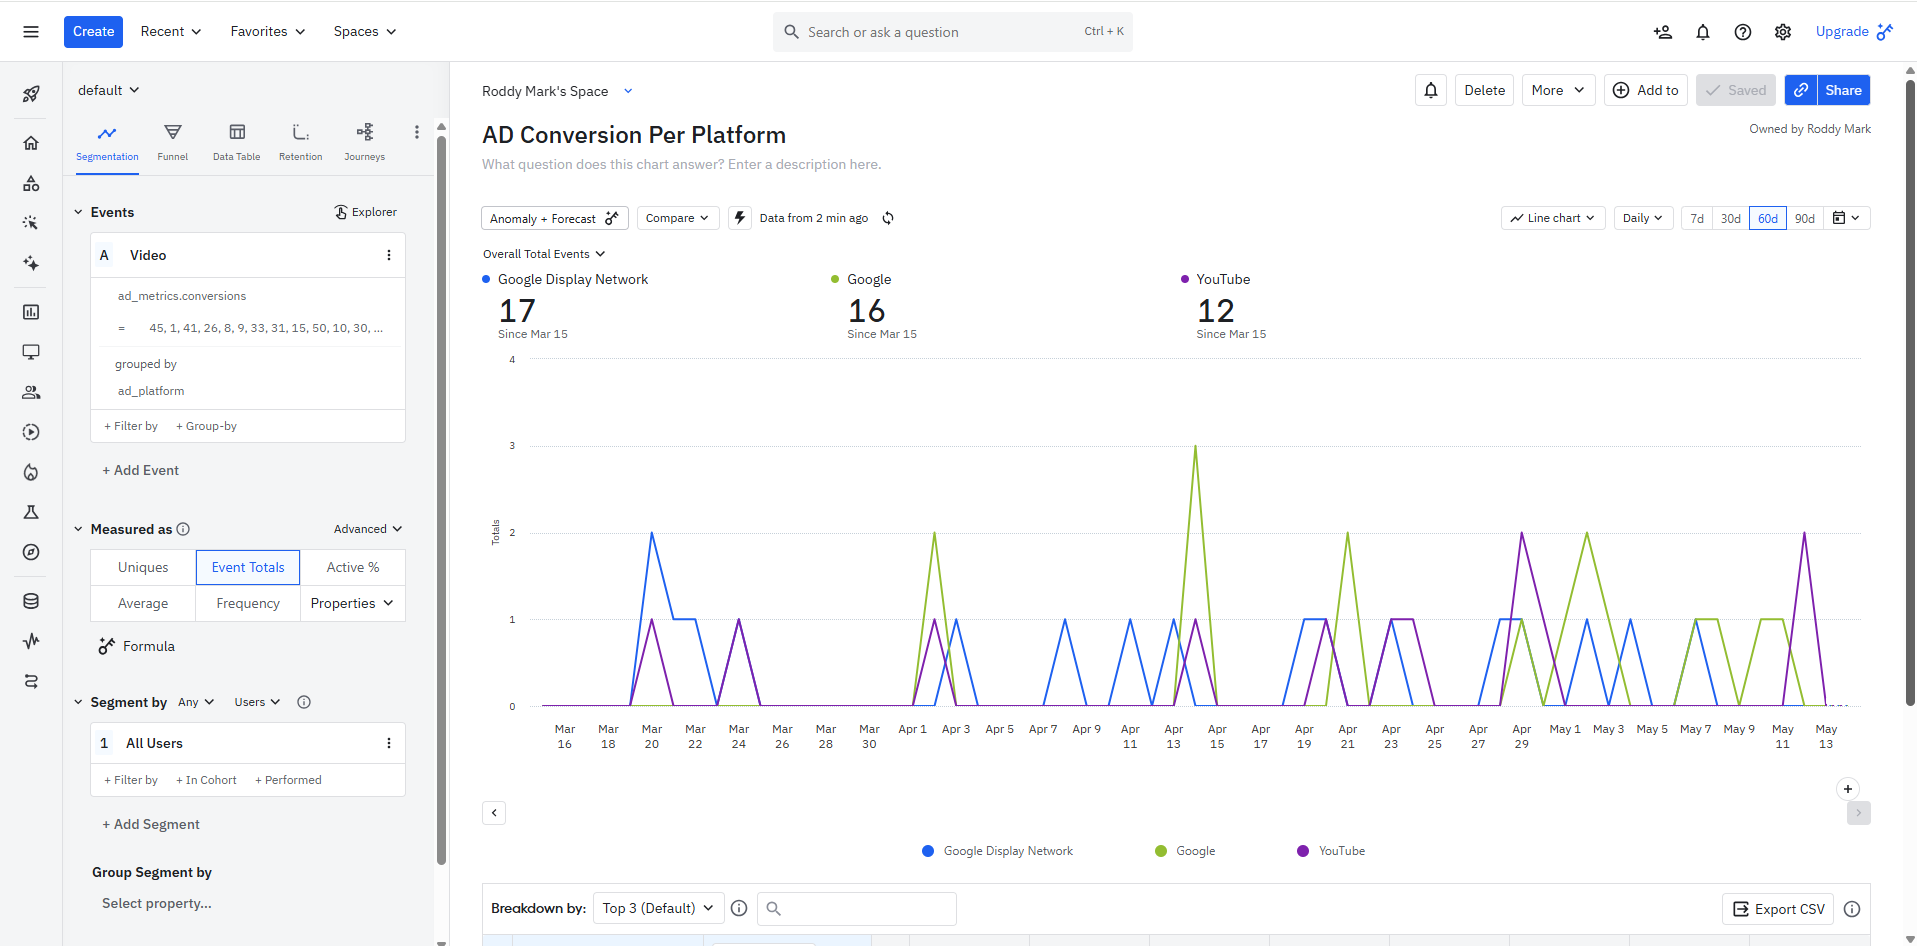 Create
Recent
Favorites
Spaces
Search or ask a question
Ctrl + K
Upgrade
default
Segmentation
Funnel
Data Table
Retention
Journeys
Events
Explorer
A Video
ad_metrics.conversions
= 45, 1, 41, 26, 8, 9, 33, 31, 15, 50, 10, 30, ...
grouped by
ad_platform
+ Filter by + Group-by
+ Add Event
Measured as
Advanced
Uniques Event Totals Active %
Average Frequency Properties
Formula
Segment by Any Users
1 All Users
+ Filter by + In Cohort + Performed
+ Add Segment
Group Segment by
Select property...
Roddy Mark's Space
Delete
More
Add to
Saved
Share
AD Conversion Per Platform
Owned by Roddy Mark
What question does this chart answer? Enter a description here.
Anomaly + Forecast
Compare
Data from 2 min ago
Line chart
Daily
7d 30d 60d 90d
Overall Total Events
Google Display Network
17
Since Mar 15
Google
16
Since Mar 15
YouTube
12
Since Mar 15
4
3
2
1
0
Totals
Mar 16
Mar 18
Mar 20
Mar 22
Mar 24
Mar 26
Mar 28
Mar 30
Apr 1
Apr 3
Apr 5
Apr 7
Apr 9
Apr 11
Apr 13
Apr 15
Apr 17
Apr 19
Apr 21
Apr 23
Apr 25
Apr 27
Apr 29
May 1
May 3
May 5
May 7
May 9
May 11
May 13
Google Display Network
Google
YouTube
Breakdown by: Top 3 (Default)
Export CSV